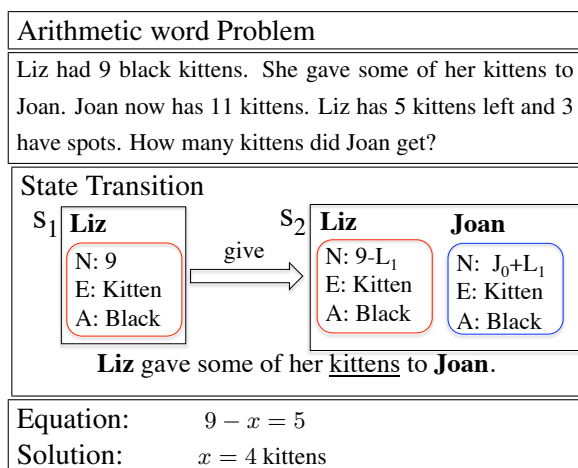 Arithmetic word Problem
Liz had 9 black kittens. She gave some of her kittens to
Joan. Joan now has 11 kittens. Liz has 5 kittens left and 3
have spots. How many kittens did Joan get?
State Transition
S1 Liz
N: 9
E: Kitten
A: Black
give
S2 Liz
N: 9-L1
E: Kitten
A: Black
Joan
N: J0+L1
E: Kitten
A: Black
Liz gave some of her kittens to Joan.
Equation: 9 − x = 5
Solution: x = 4 kittens